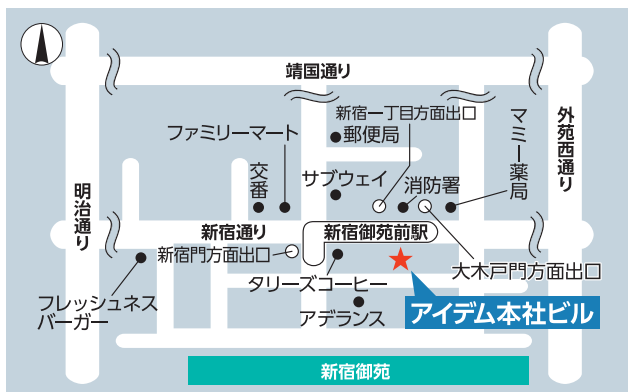 靖国通り
新宿一丁目方面出口
ファミリーマート
郵便局
マミー薬局
外苑西通り
交番
サブウェイ
消防署
明治通り
新宿通り
新宿御苑前駅
新宿門方面出口
大木戸門方面出口
タリーズコーヒー
フレッシュネス
バーガー
アデランス
アイデム本社ビル
新宿御苑